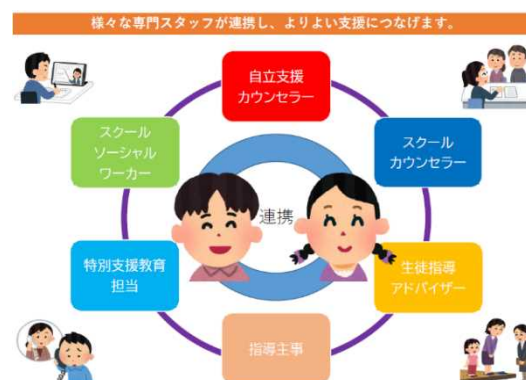 様々な専門スタッフが連携し、よりよい支援につなげます。
自立支援
カウンセラー
スクール
ソーシャル
ワーカー
スクール
カウンセラー
連携
特別支援教育
担当
生徒指導
アドバイザー
指導主事